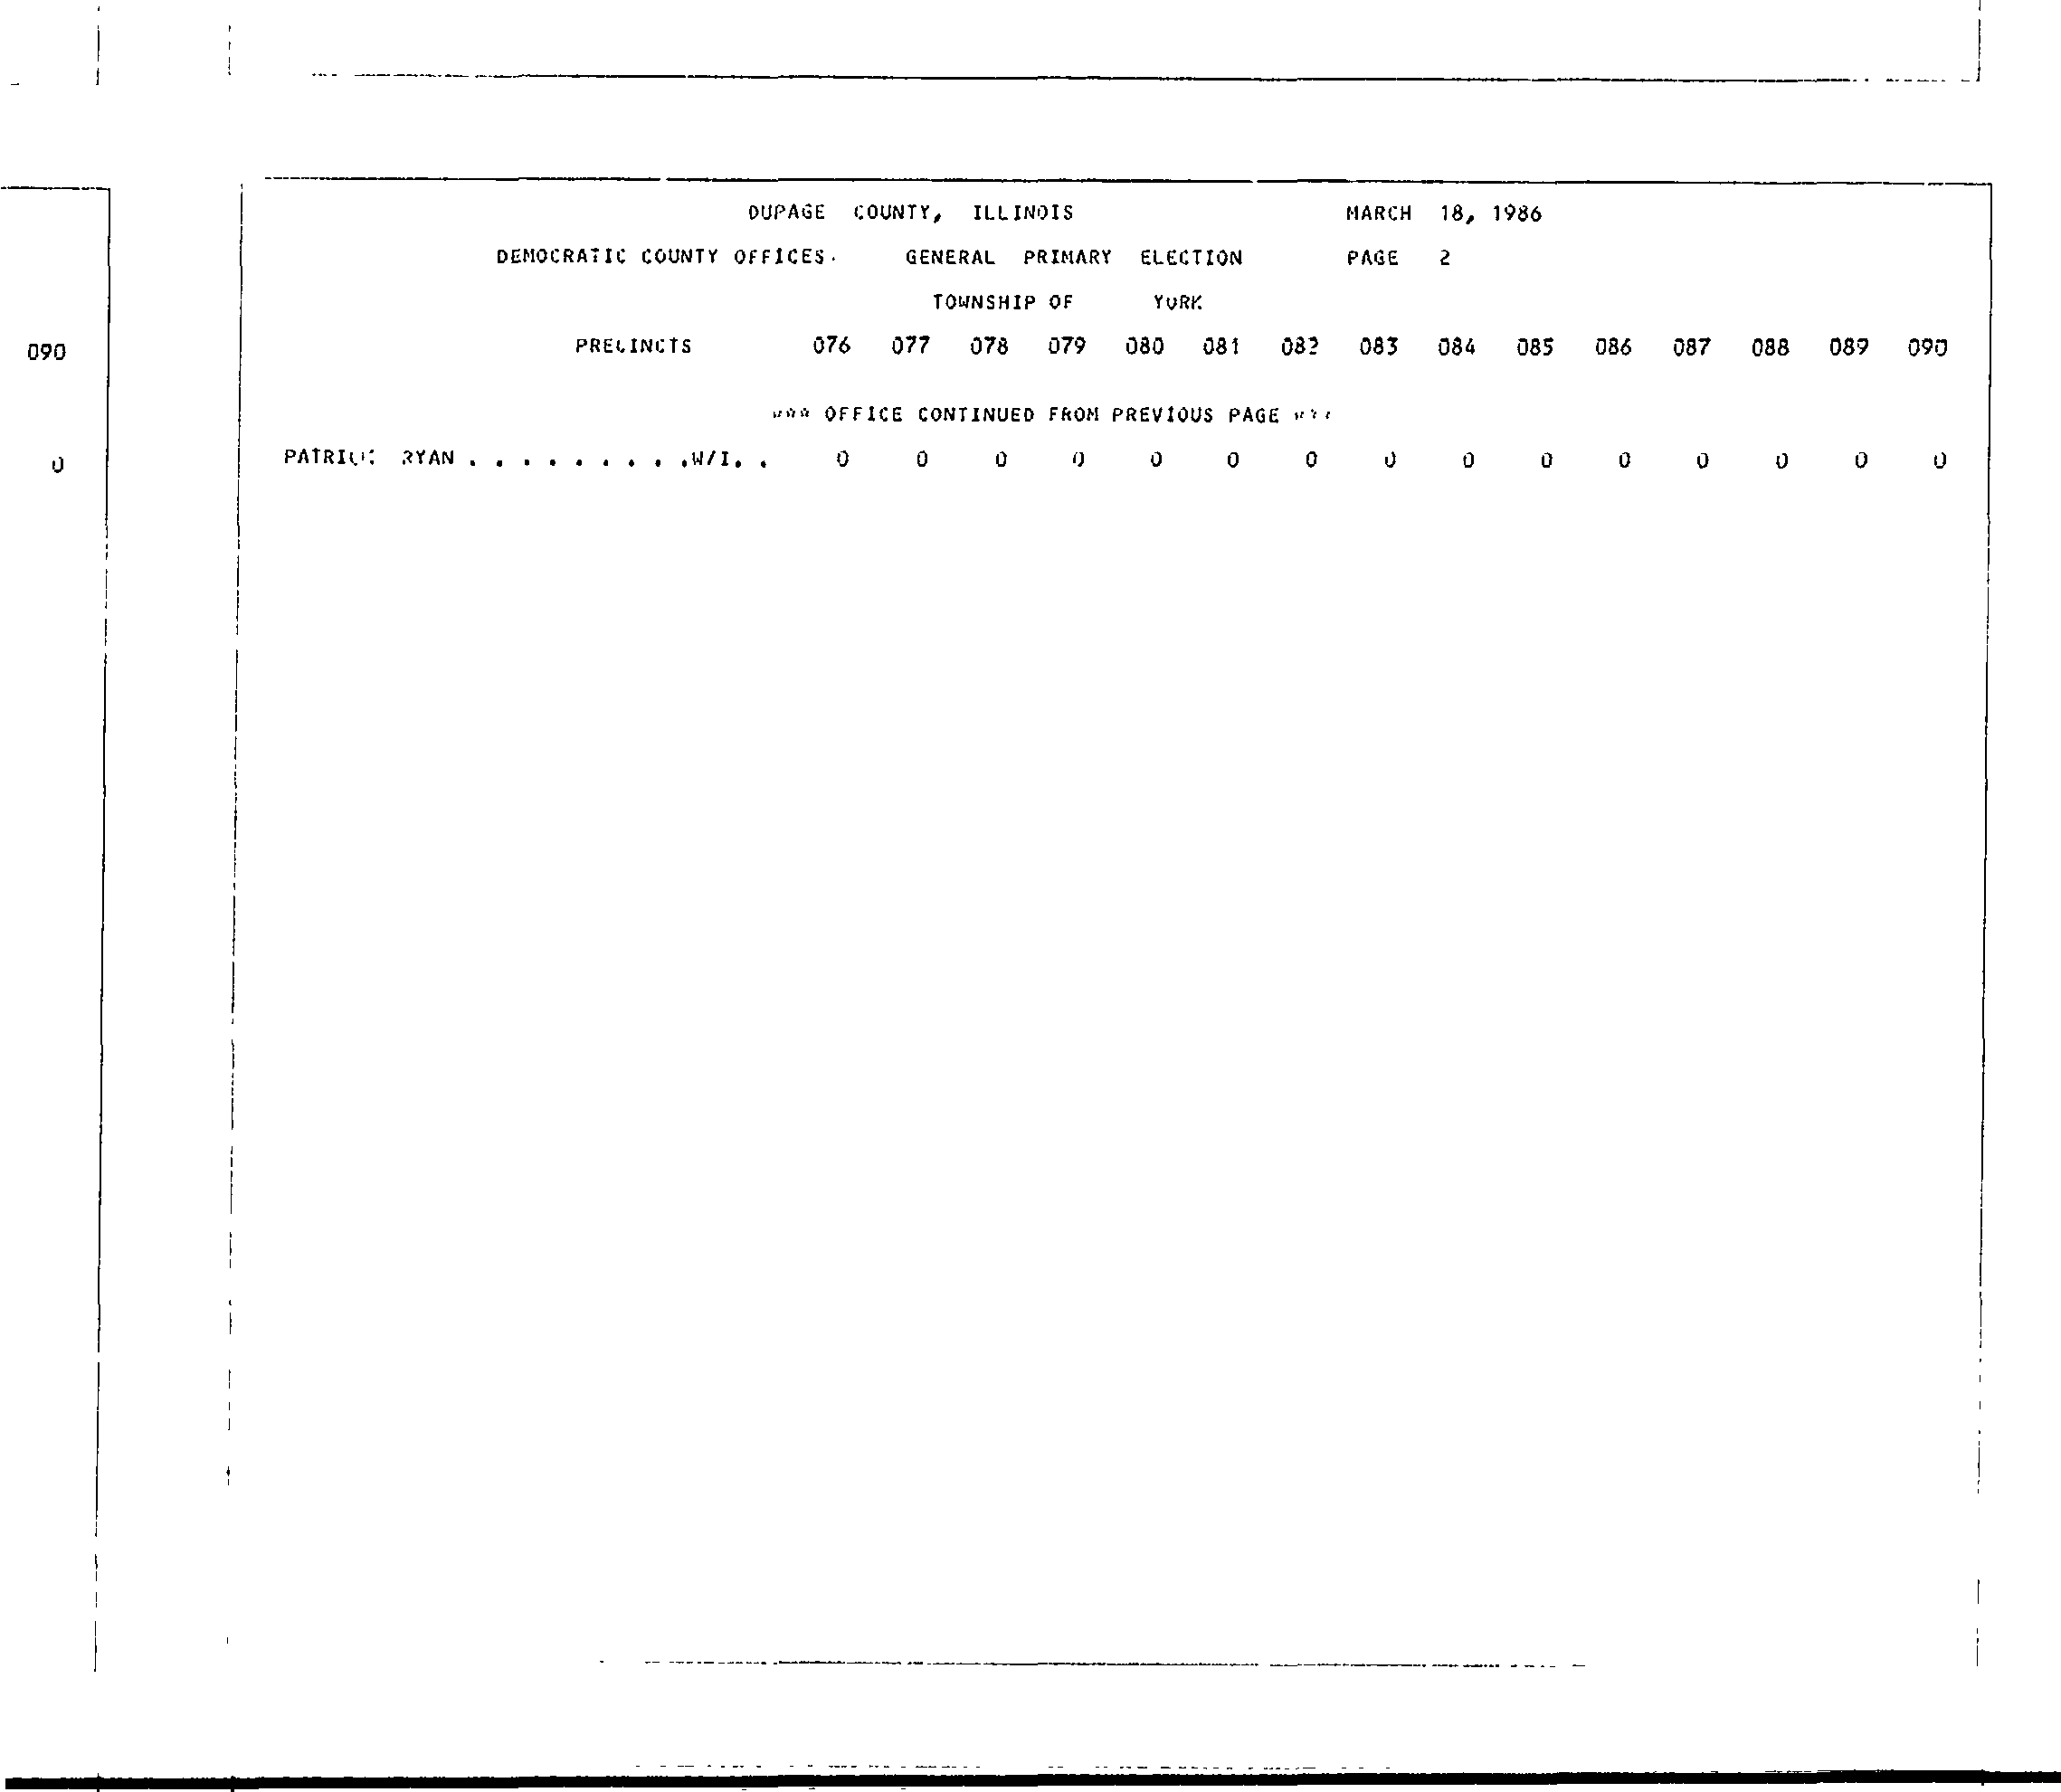 DUPAGE COUNTY, ILLINOIS MARCH 18, 1986
DEMOCRATIC COUNTY OFFICES. GENERAL PRIMARY ELECTION PAGE 2
TOWNSHIP OF YORK
PRECINCTS 076 077 078 079 080 081 082 083 084 085 086 087 088 089 090
*** OFFICE CONTINUED FROM PREVIOUS PAGE ***
PATRICK RYAN . . . . . . . . .W/I. . 0 0 0 0 0 0 0 0 0 0 0 0 0 0 0
090
0